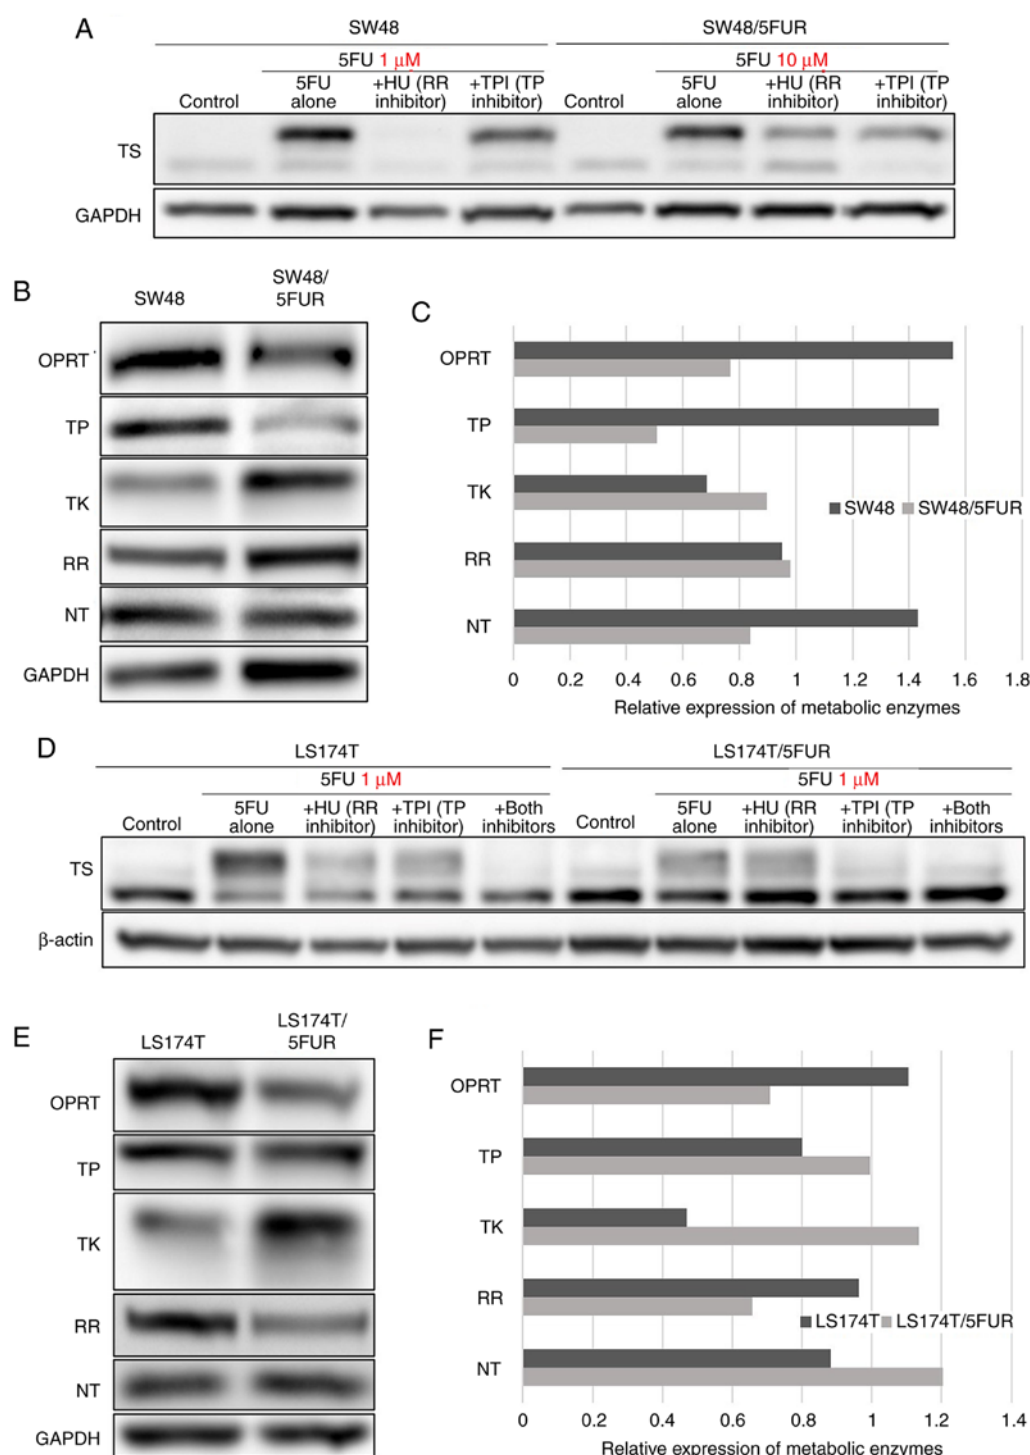 A
SW48 SW48/5FUR
5FU 1 μM 5FU 10 μM
Control 5FU alone +HU (RR inhibitor) +TPI (TP inhibitor) Control 5FU alone +HU (RR inhibitor) +TPI (TP inhibitor)
TS
GAPDH
B
SW48 SW48/
5FUR
OPRT
TP
TK
RR
NT
GAPDH
C
OPRT
TP
TK
SW48 SW48/5FUR
RR
NT
0 0.2 0.4 0.6 0.8 1 1.2 1.4 1.6 1.8
Relative expression of metabolic enzymes
D
LS174T LS174T/5FUR
5FU 1 μM 5FU 1 μM
Control 5FU alone +HU (RR inhibitor) +TPI (TP inhibitor) +Both inhibitors Control 5FU alone +HU (RR inhibitor) +TPI (TP inhibitor) +Both inhibitors
TS
β-actin
E
LS174T LS174T/
5FUR
OPRT
TP
TK
RR
NT
GAPDH
F
OPRT
TP
TK
RR
LS174T LS174T/5FUR
NT
0 0.2 0.4 0.6 0.8 1 1.2 1.4
Relative expression of metabolic enzymes